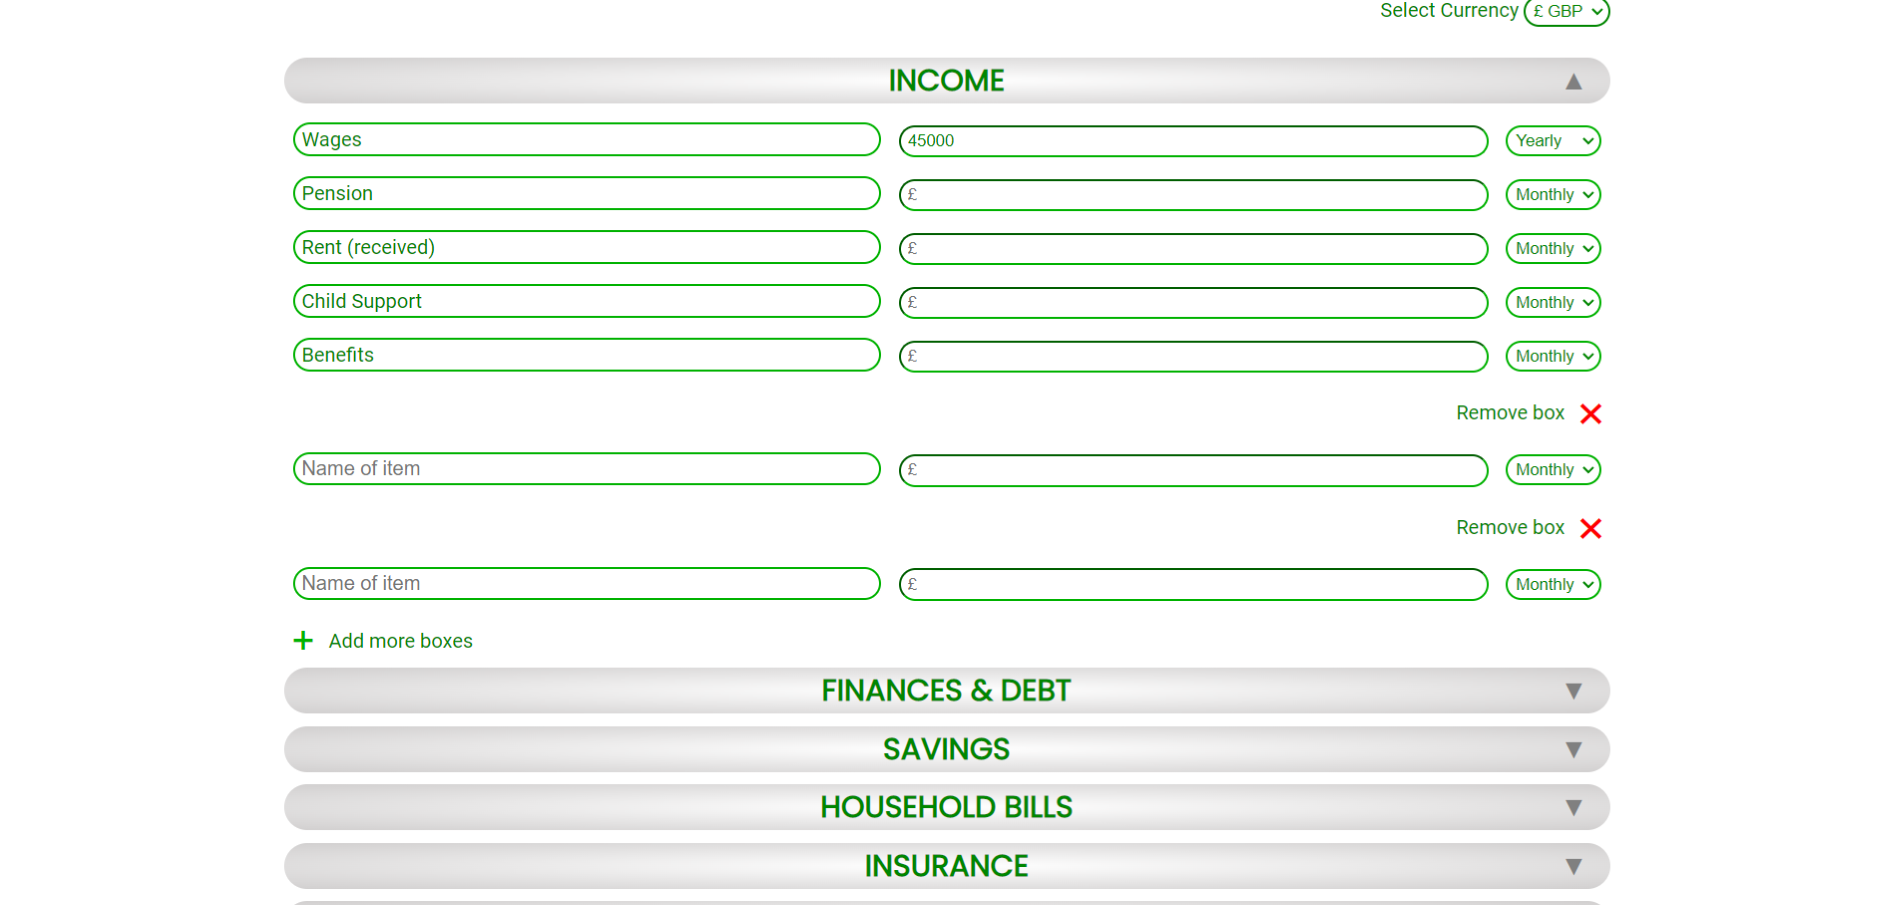 Select Currency £ GBP
INCOME ▲
Wages 45000 Yearly
Pension £ Monthly
Rent (received) £ Monthly
Child Support £ Monthly
Benefits £ Monthly
Remove box ✕
Name of item £ Monthly
Remove box ✕
Name of item £ Monthly
+ Add more boxes
FINANCES & DEBT ▼
SAVINGS ▼
HOUSEHOLD BILLS ▼
INSURANCE ▼